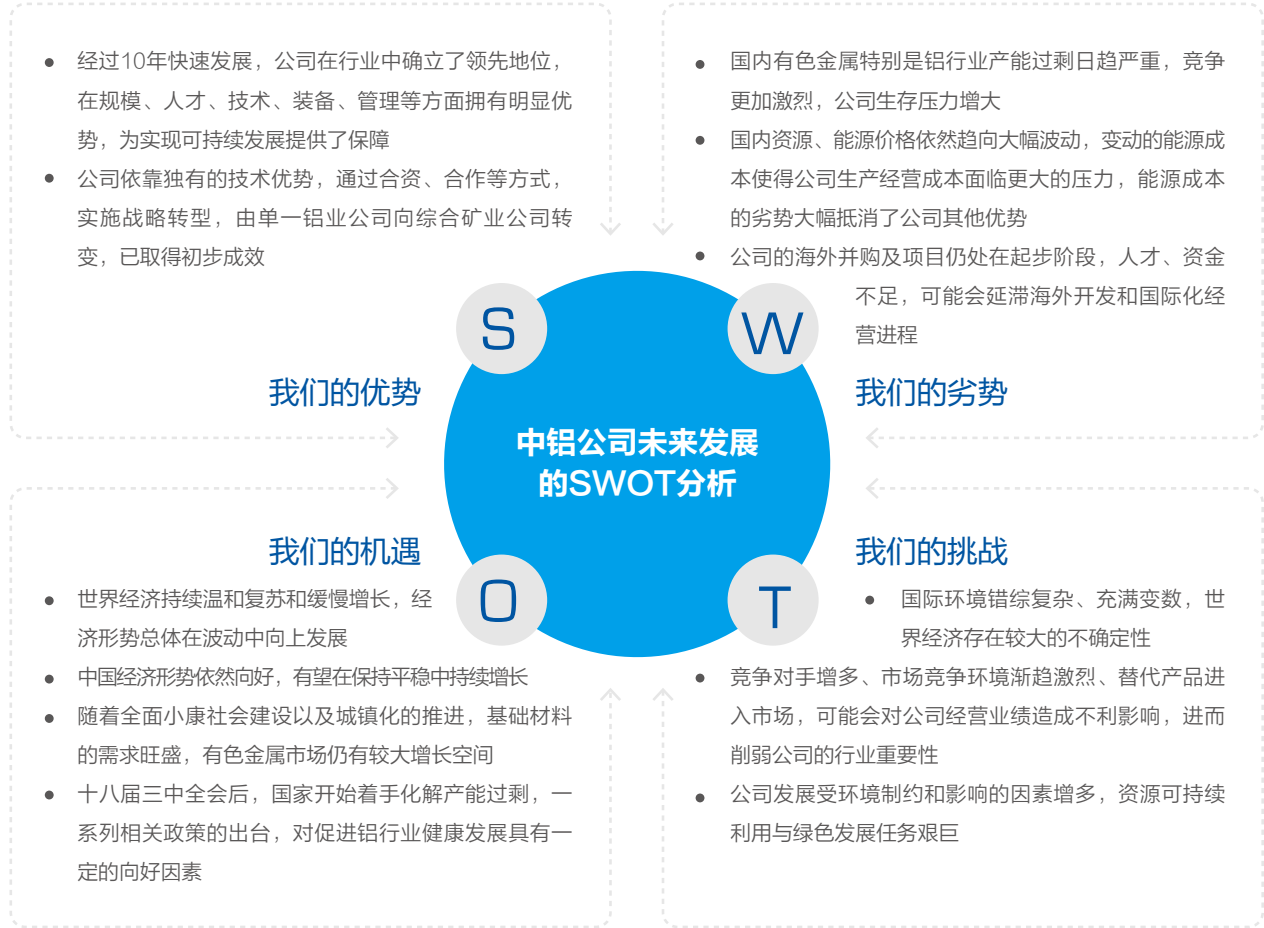 经过10年快速发展，公司在行业中确立了领先地位，
在规模、人才、技术、装备、管理等方面拥有明显优
势，为实现可持续发展提供了保障
公司依靠独有的技术优势，通过合资、合作等方式，
实施战略转型，由单一铝业公司向综合矿业公司转
变，已取得初步成效
S
我们的优势
国内有色金属特别是铝行业产能过剩日趋严重，竞争
更加激烈，公司生存压力增大
国内资源、能源价格依然趋向大幅波动，变动的能源成
本使得公司生产经营成本面临更大的压力，能源成本
的劣势大幅抵消了公司其他优势
公司的海外并购及项目仍处在起步阶段，人才、资金
不足，可能会延滞海外开发和国际化经
营进程
W
我们的劣势
中铝公司未来发展
的SWOT分析
我们的机遇
O
世界经济持续温和复苏和缓慢增长，经
济形势总体在波动中向上发展
中国经济形势依然向好，有望在保持平稳中持续增长
随着全面小康社会建设以及城镇化的推进，基础材料
的需求旺盛，有色金属市场仍有较大增长空间
十八届三中全会后，国家开始着手化解产能过剩，一
系列相关政策的出台，对促进铝行业健康发展具有一
定的向好因素
我们的挑战
T
国际环境错综复杂、充满变数，世
界经济存在较大的不确定性
竞争对手增多、市场竞争环境渐趋激烈、替代产品进
入市场，可能会对公司经营业绩造成不利影响，进而
削弱公司的行业重要性
公司发展受环境制约和影响的因素增多，资源可持续
利用与绿色发展任务艰巨